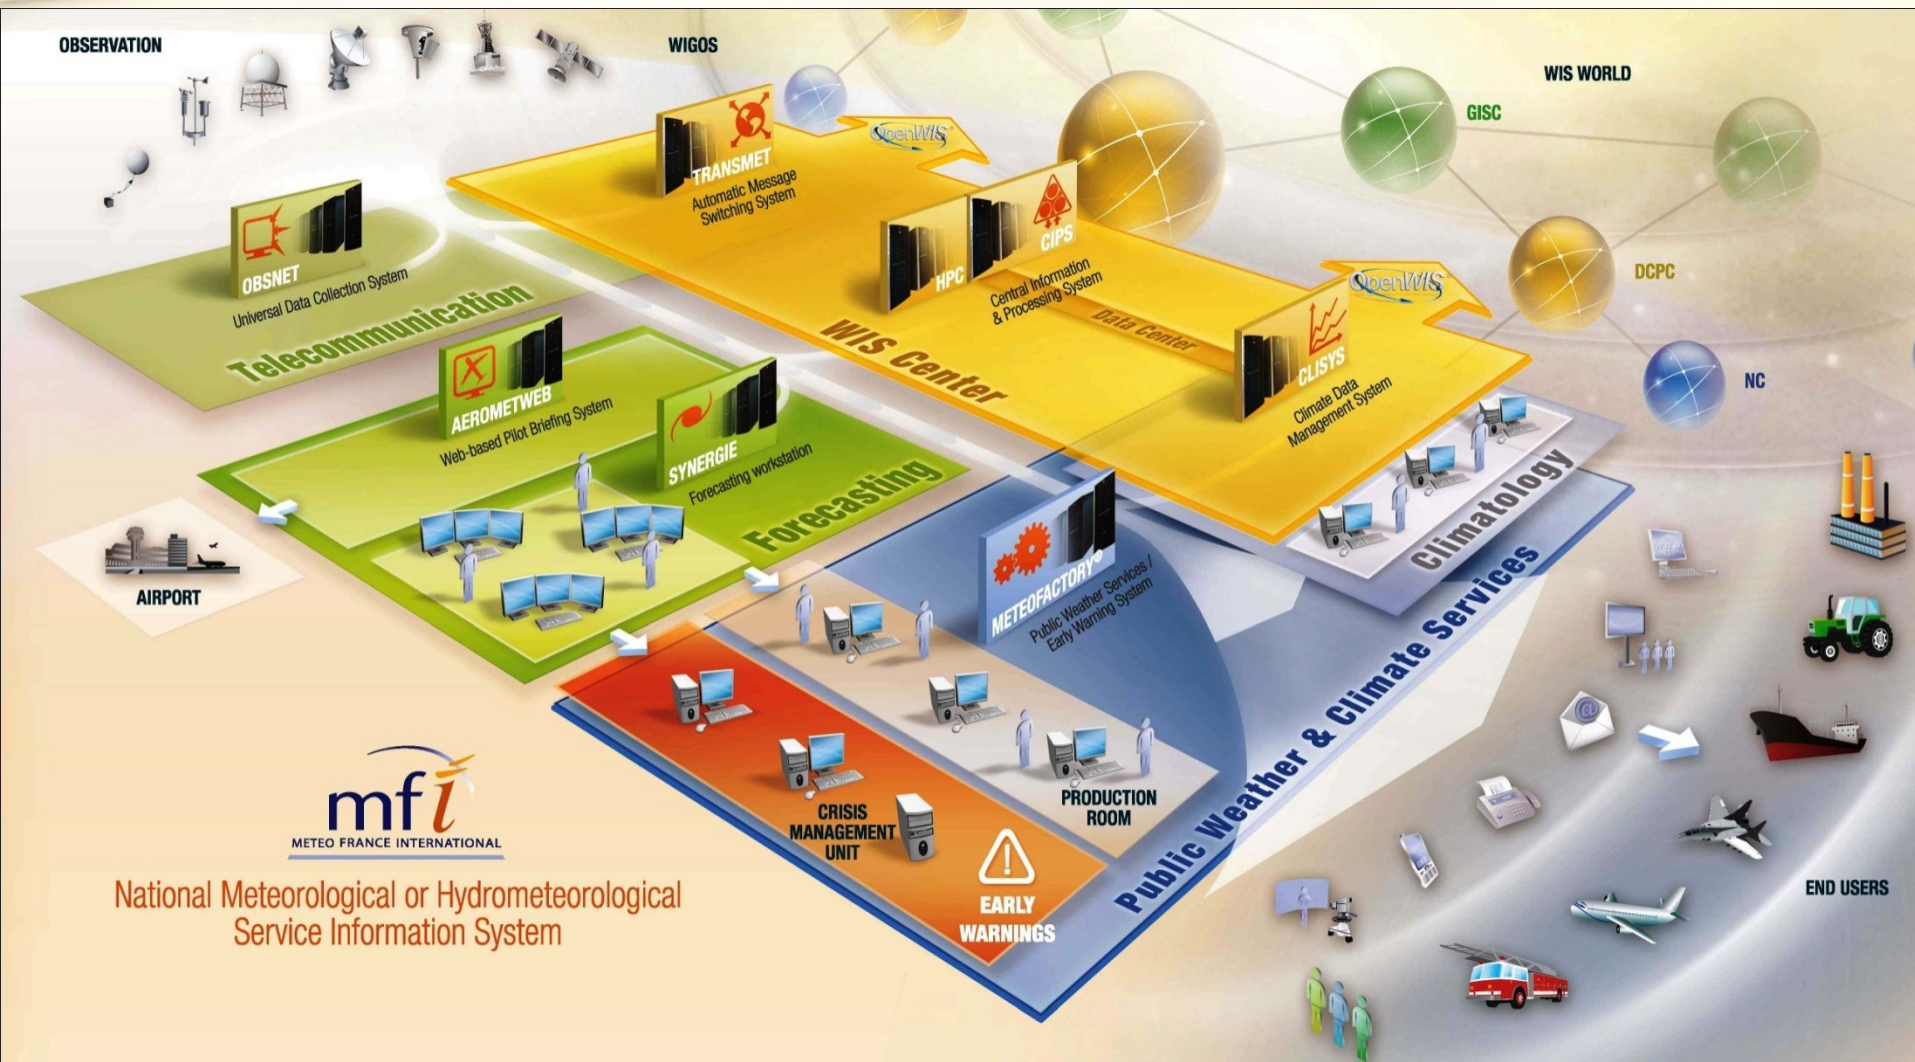 OBSERVATION
WIGOS
WIS WORLD
GISC
DCPC
NC
OpenWIS
TRANSMET
Automatic Message
Switching System
OBSNET
Universal Data Collection System
Telecommunication
HPC
CIPS
Central Information
& Processing System
Data Center
WIS Center
OpenWIS
CLISYS
Climate Data
Management System
Climatology
AEROMETWEB
Web-based Pilot Briefing System
SYNERGIE
Forecasting workstation
Forecasting
AIRPORT
METEOFACTORY®
Public Weather Services /
Early Warning System
Public Weather & Climate Services
PRODUCTION
ROOM
CRISIS
MANAGEMENT
UNIT
!
EARLY
WARNINGS
www
@
END USERS
mfi
METEO FRANCE INTERNATIONAL
National Meteorological or Hydrometeorological
Service Information System